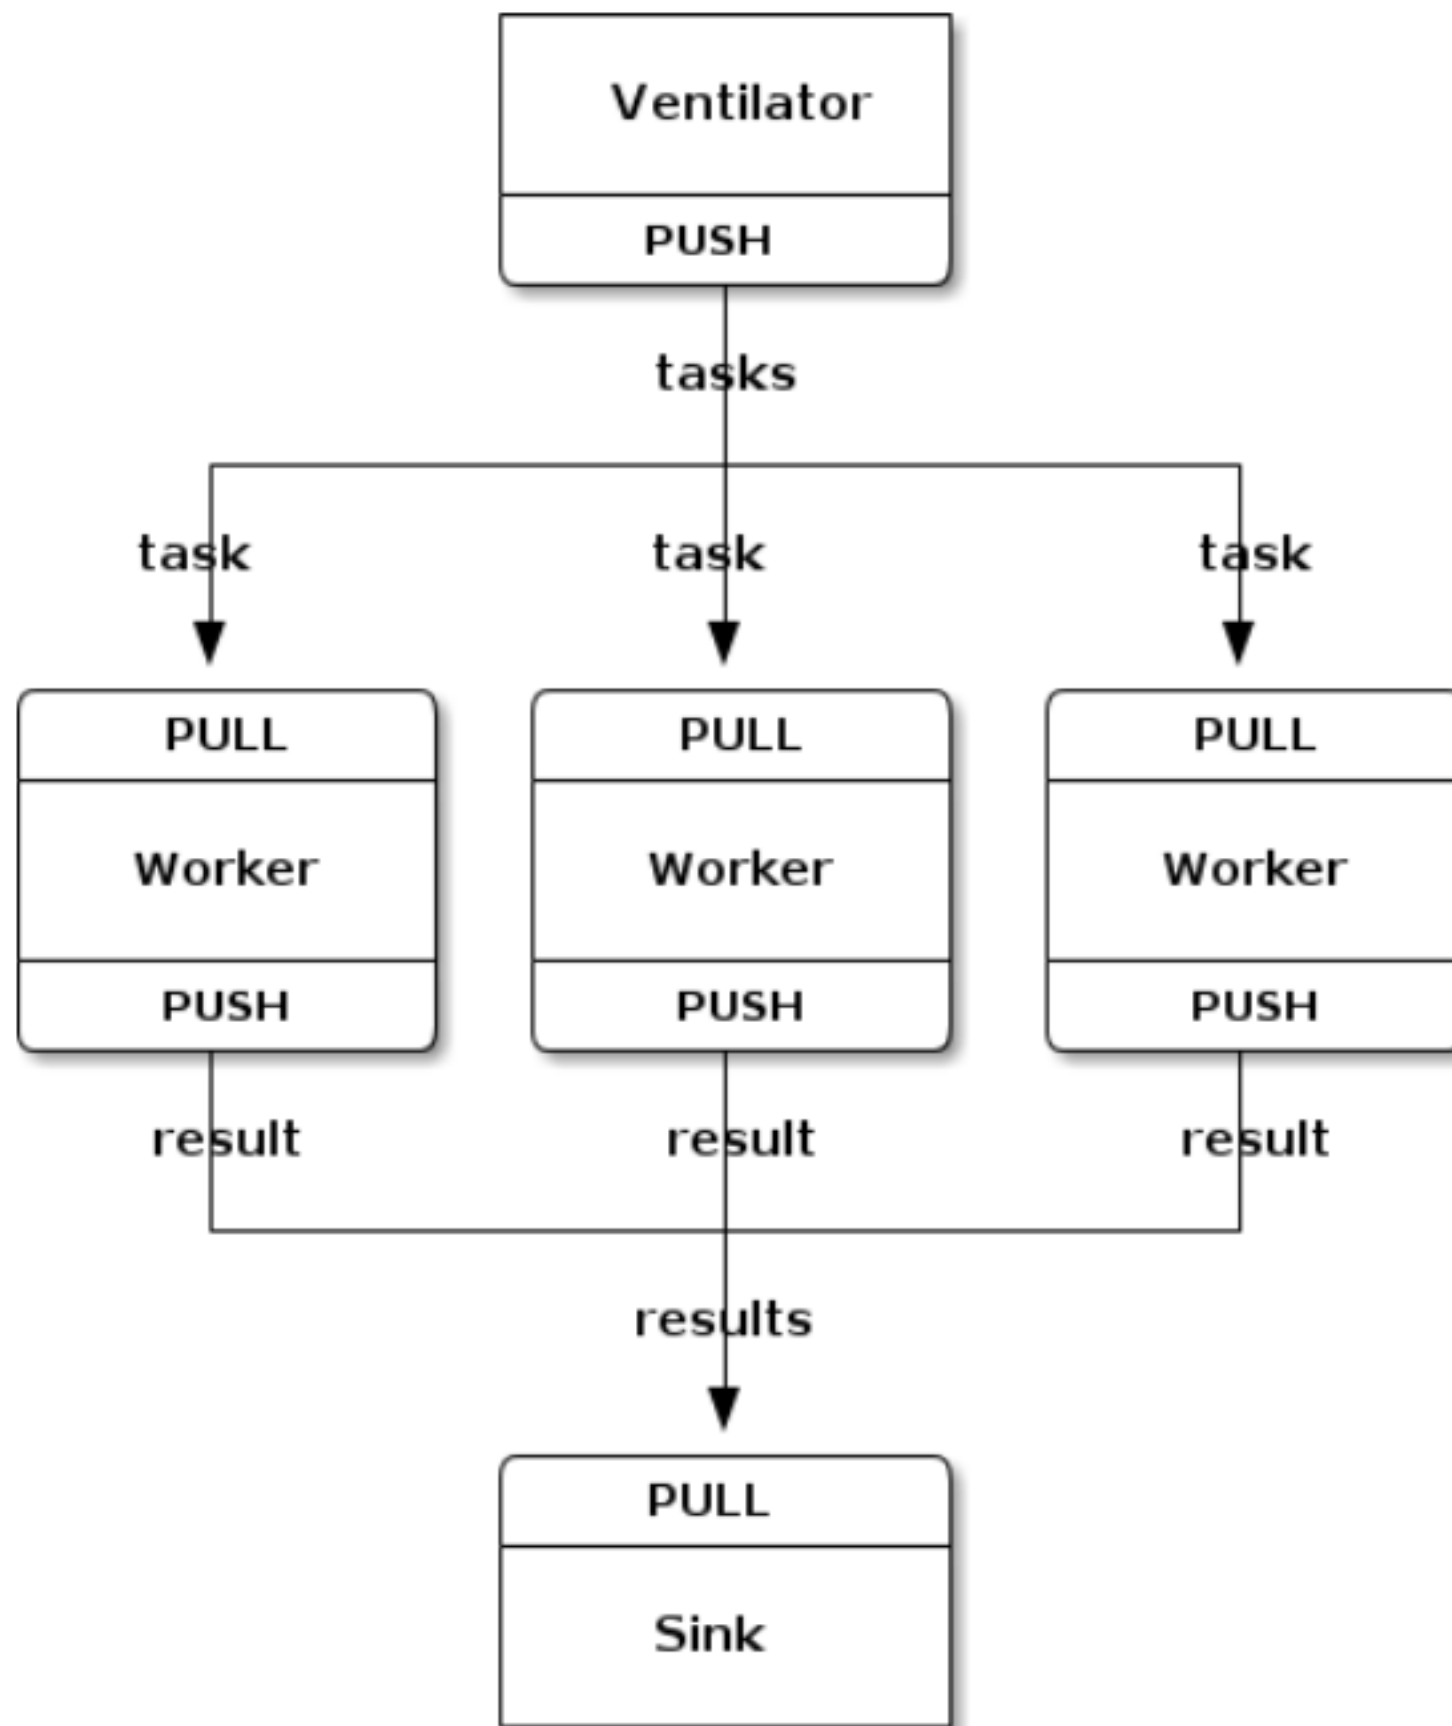 Ventilator
PUSH
tasks
task task task
PULL PULL PULL
Worker Worker Worker
PUSH PUSH PUSH
result result result
results
PULL
Sink